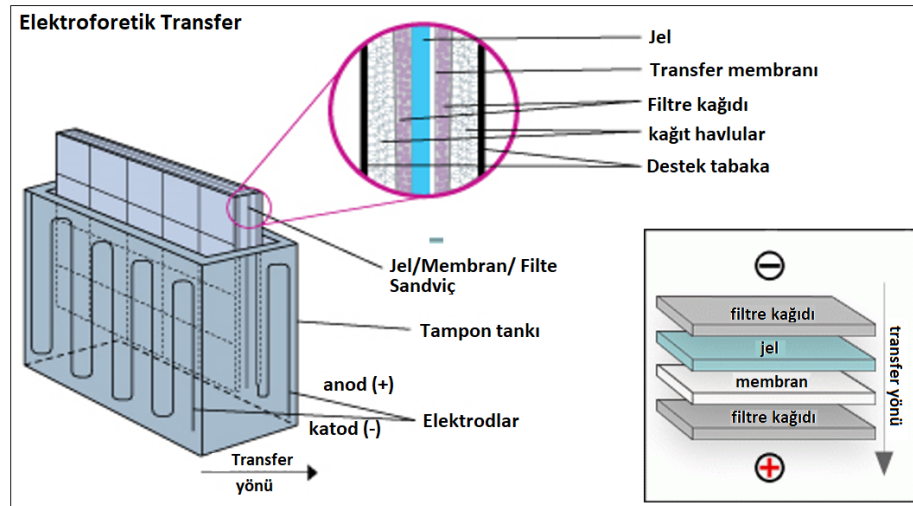 Elektroforetik Transfer
Jel
Transfer membranı
Filtre kağıdı
kağıt havlular
Destek tabaka
Jel/Membran/ Filte
Sandviç
Tampon tankı
anod (+)
Elektrodlar
katod (-)
Transfer
yönü
filtre kağıdı
jel
membran
filtre kağıdı
transfer yönü